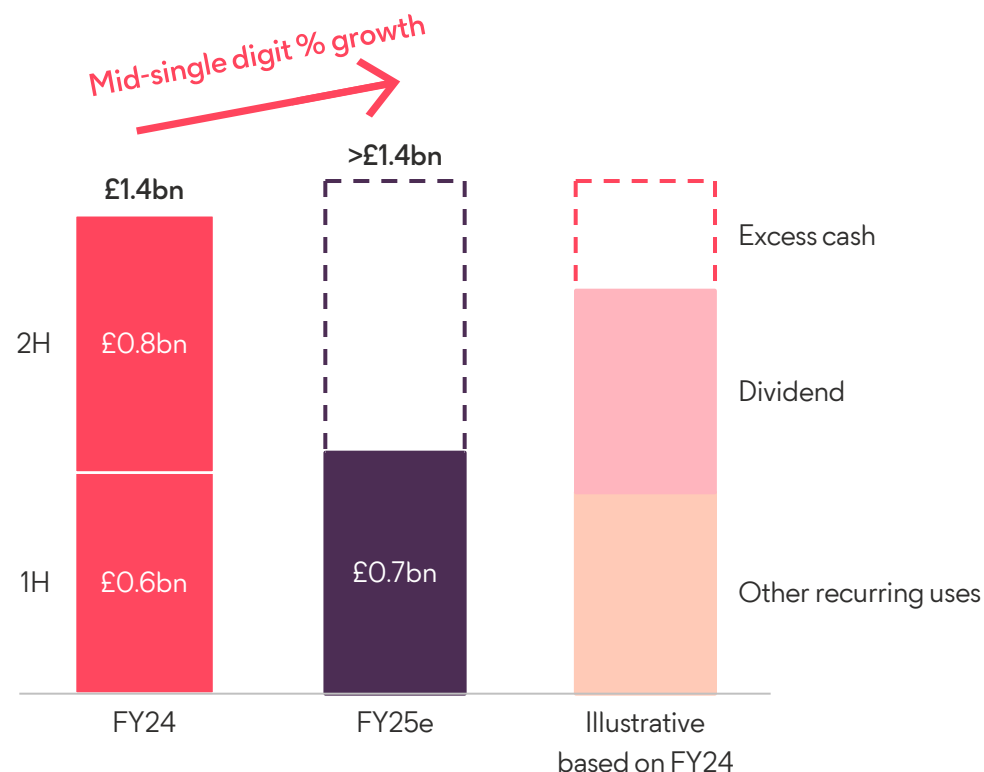 Mid-single digit % growth
>£1.4bn
£1.4bn
Excess cash
2H
£0.8bn
Dividend
1H
£0.6bn
£0.7bn
Other recurring uses
FY24
FY25e
Illustrative
based on FY24